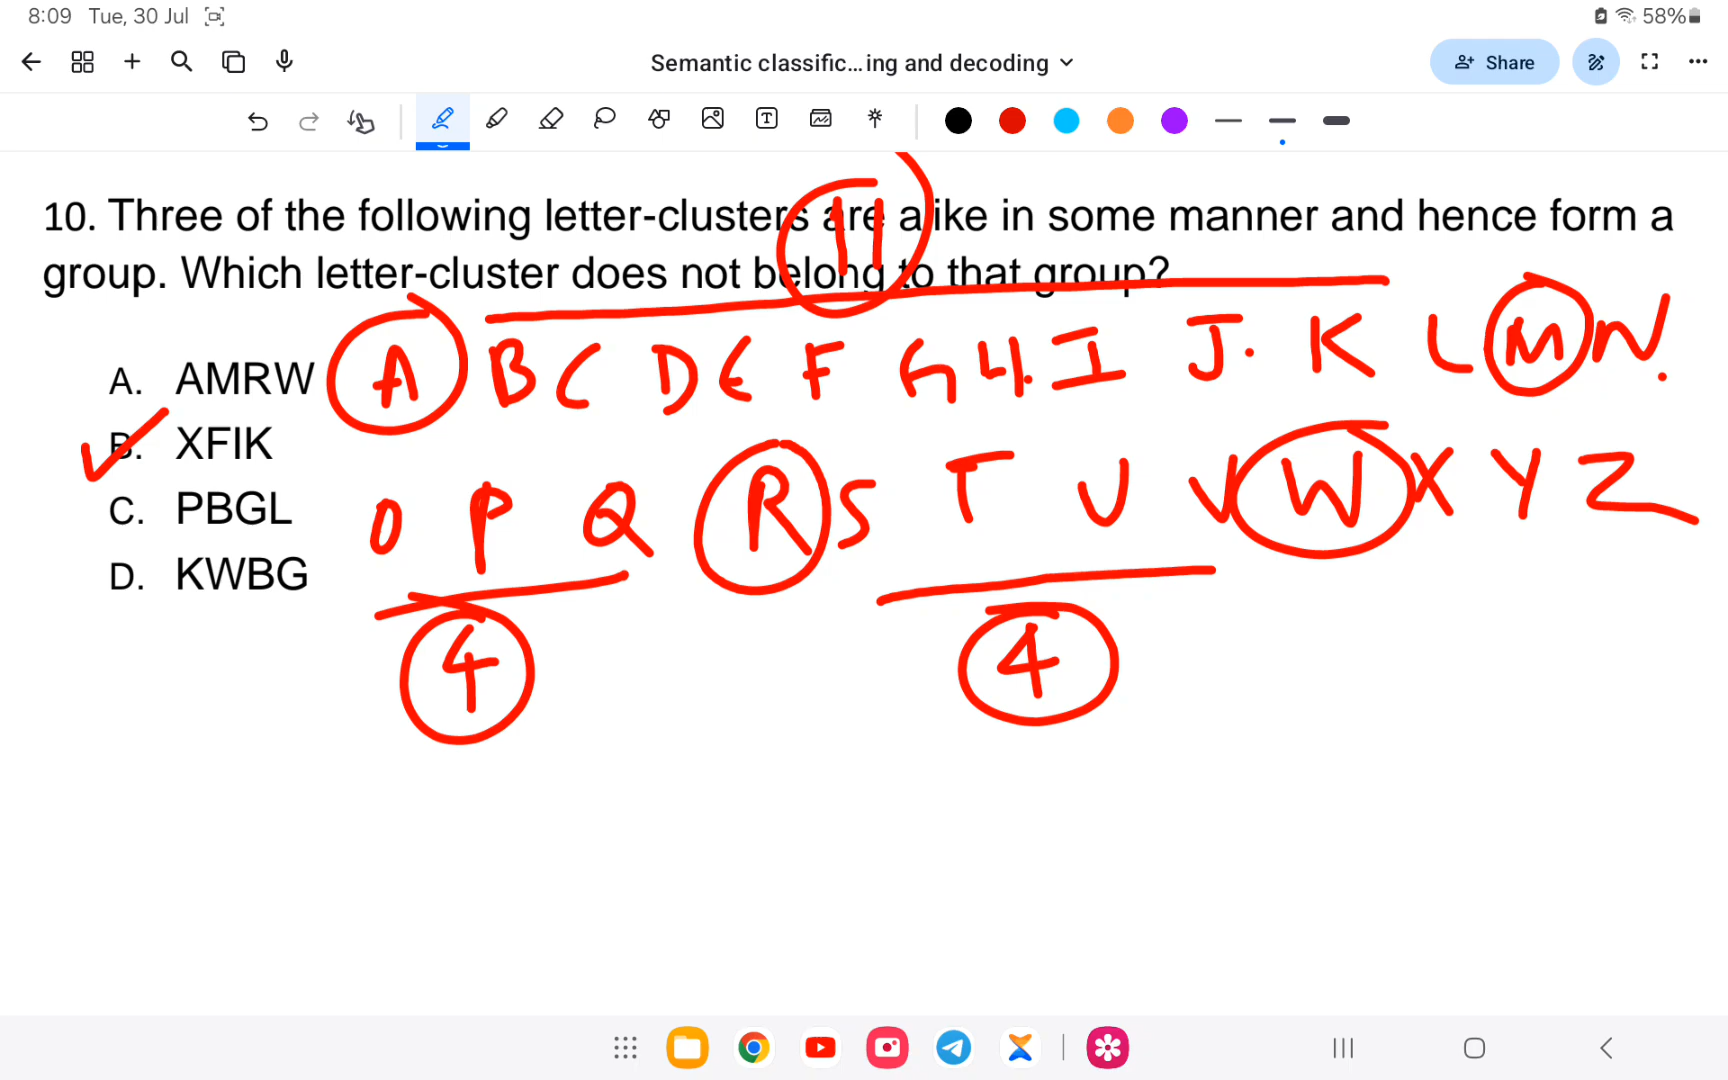 8:09 Tue, 30 Jul 58%
Semantic classific...ing and decoding Share
10. Three of the following letter-clusters are alike in some manner and hence form a
group. Which letter-cluster does not belong to that group?
11
A. AMRW
B. XFIK
C. PBGL
D. KWBG
A B C D E F G H. I J. K L M N.
O P Q R S T U V W X Y Z
4 4